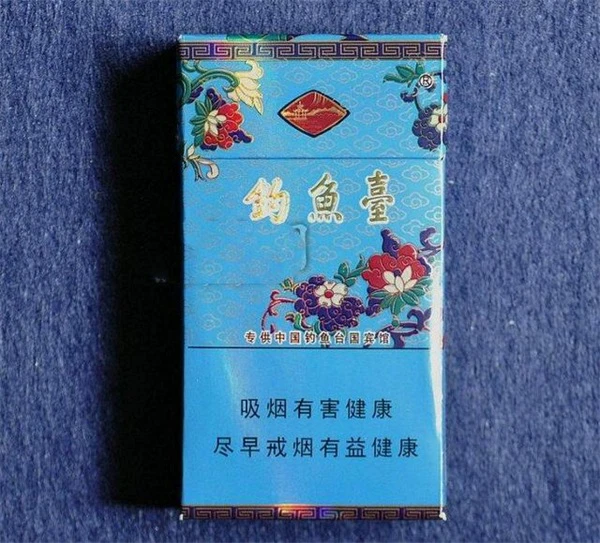 ®
钓魚臺
专供中国钓鱼台国宾馆
吸烟有害健康
尽早戒烟有益健康